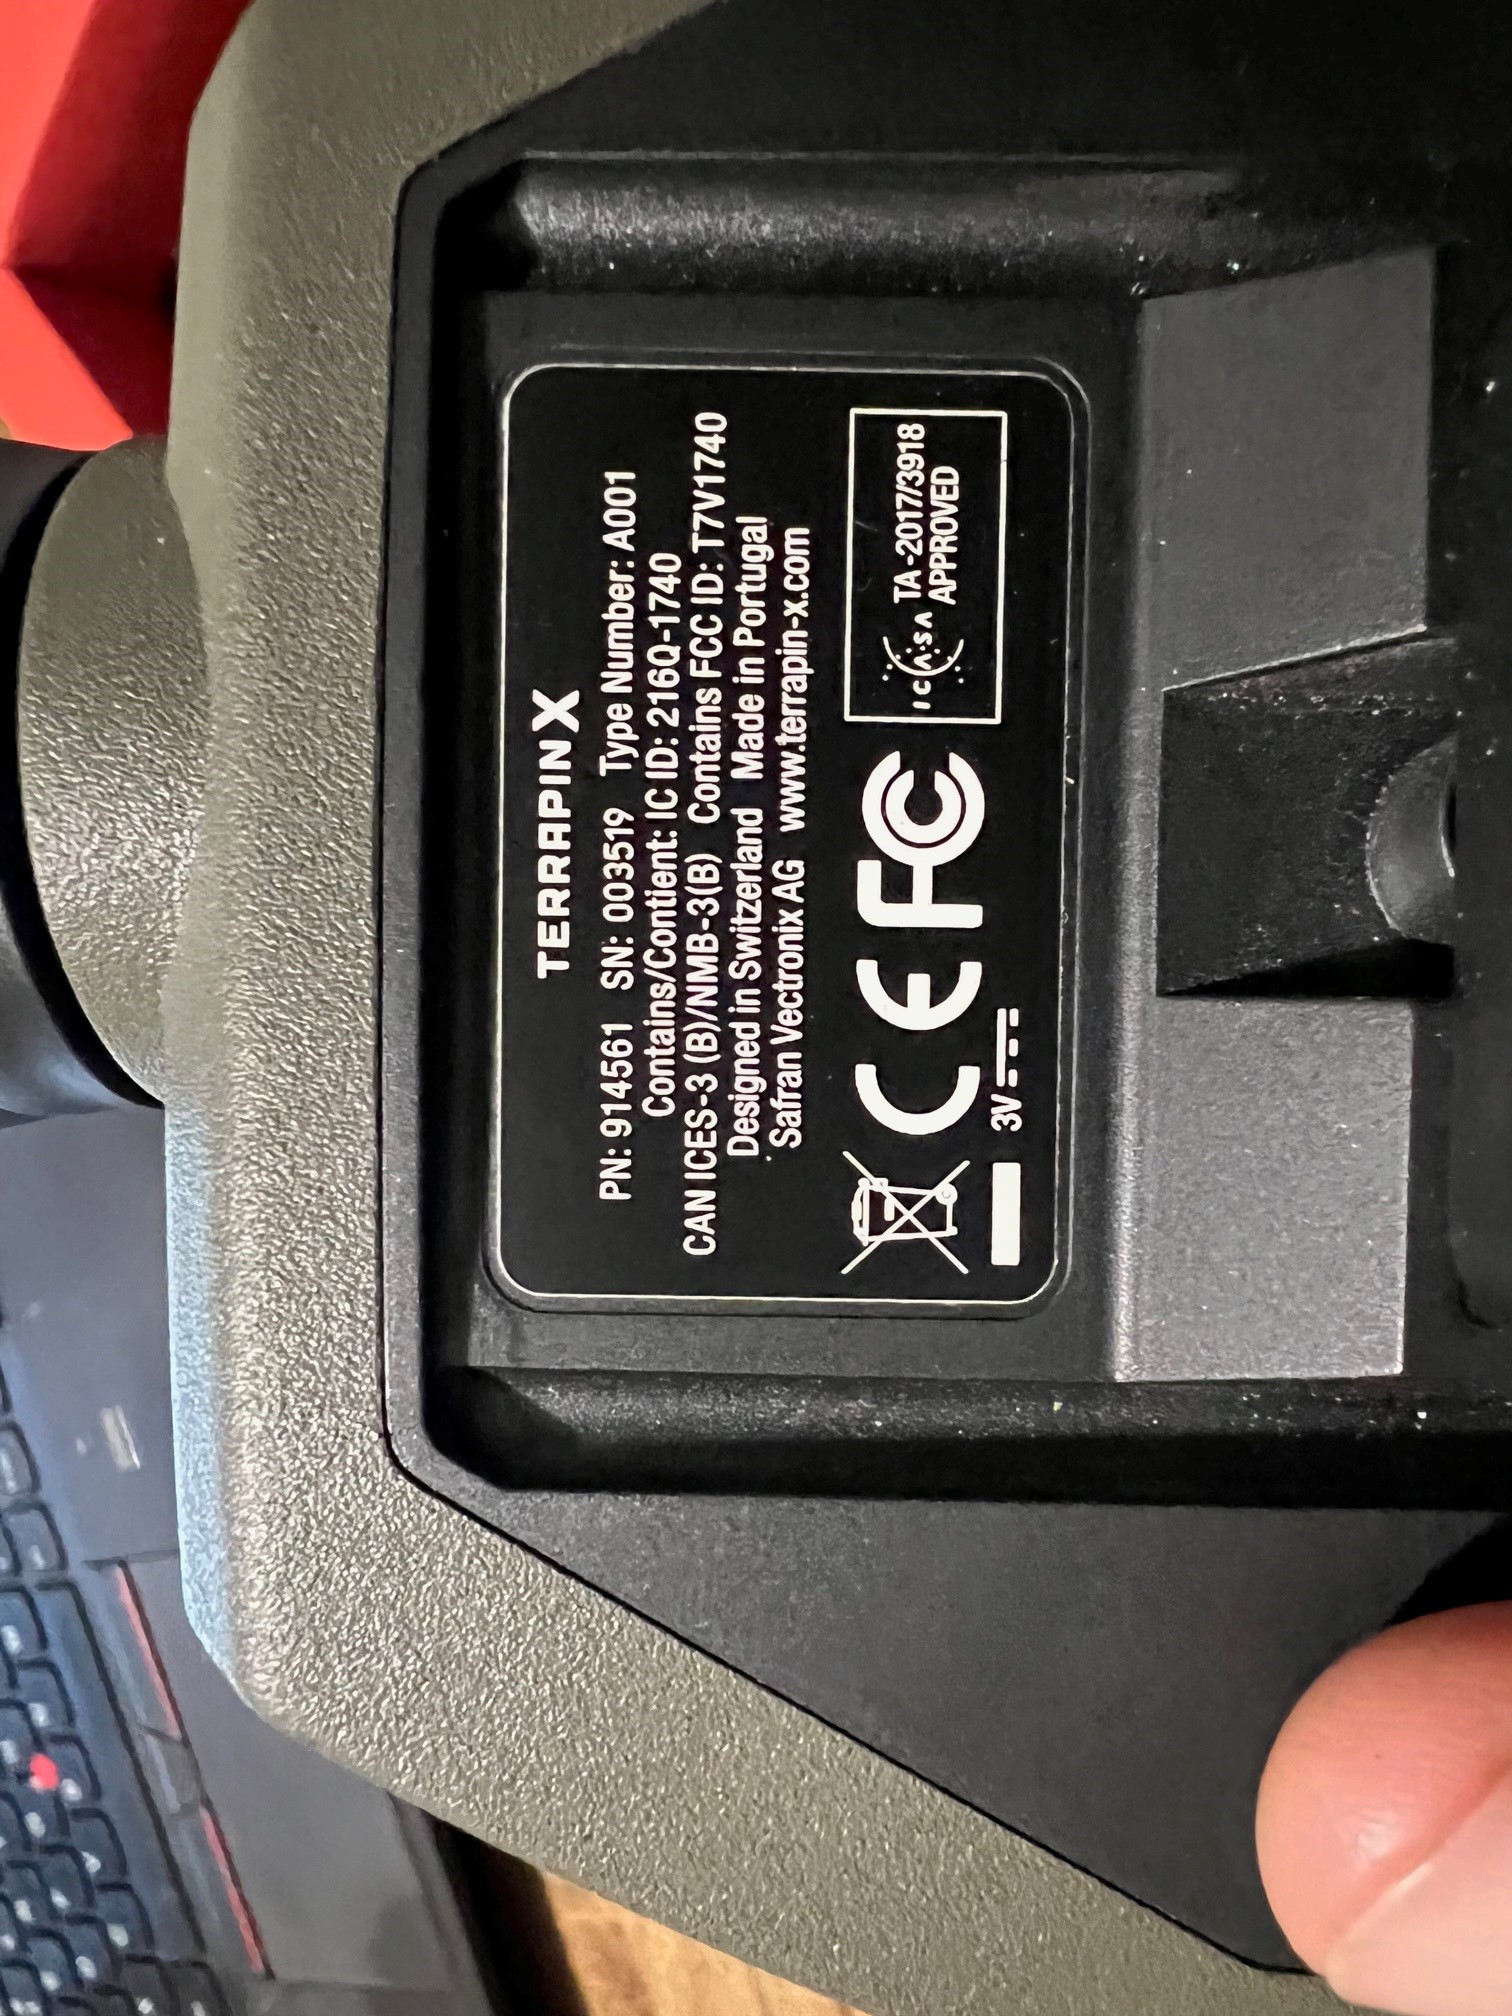 TERRAPIN X
PN: 914561 SN: 003519 Type Number: A001
Contains/Contient: IC ID: 216Q-1740
CAN ICES-3 (B)/NMB-3(B) Contains FCC ID: T7V1740
Designed in Switzerland Made in Portugal
Safran Vectronix AG www.terrapin-x.com
CE FC
ICASA TA-2017/3918
APPROVED
3V